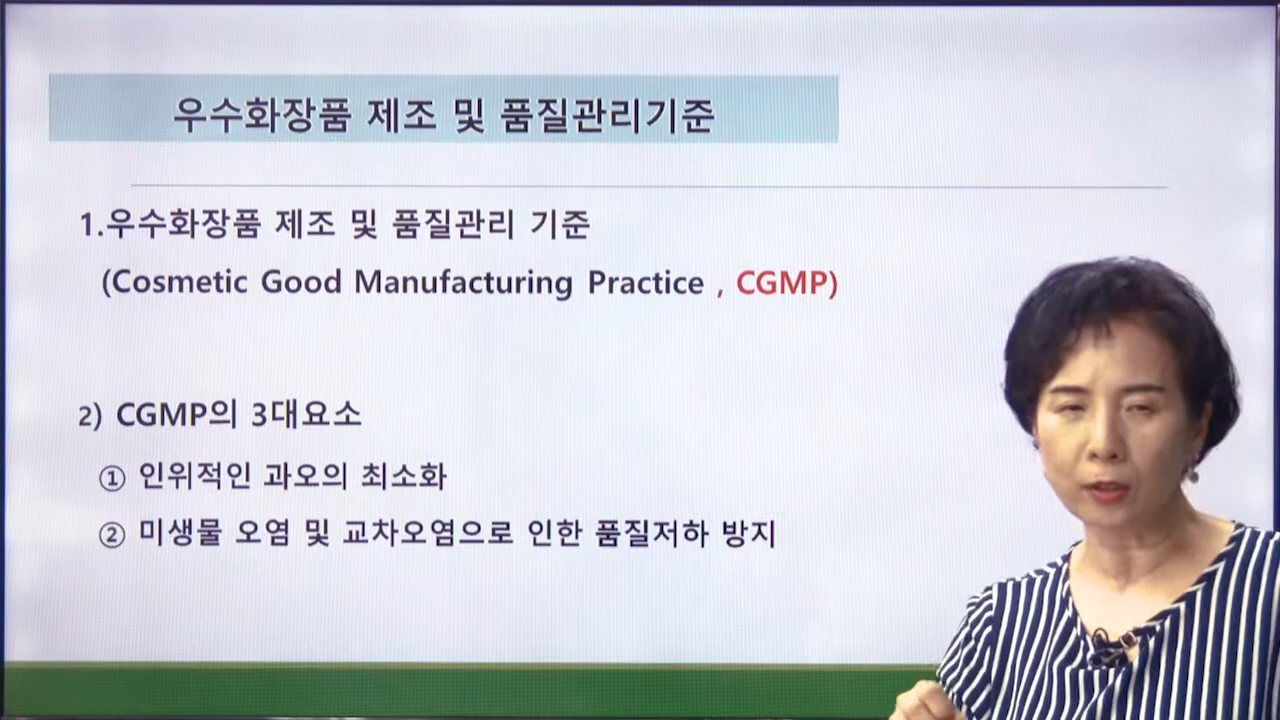 우수화장품 제조 및 품질관리기준
1.우수화장품 제조 및 품질관리 기준
(Cosmetic Good Manufacturing Practice , CGMP)
2) CGMP의 3대요소
① 인위적인 과오의 최소화
② 미생물 오염 및 교차오염으로 인한 품질저하 방지